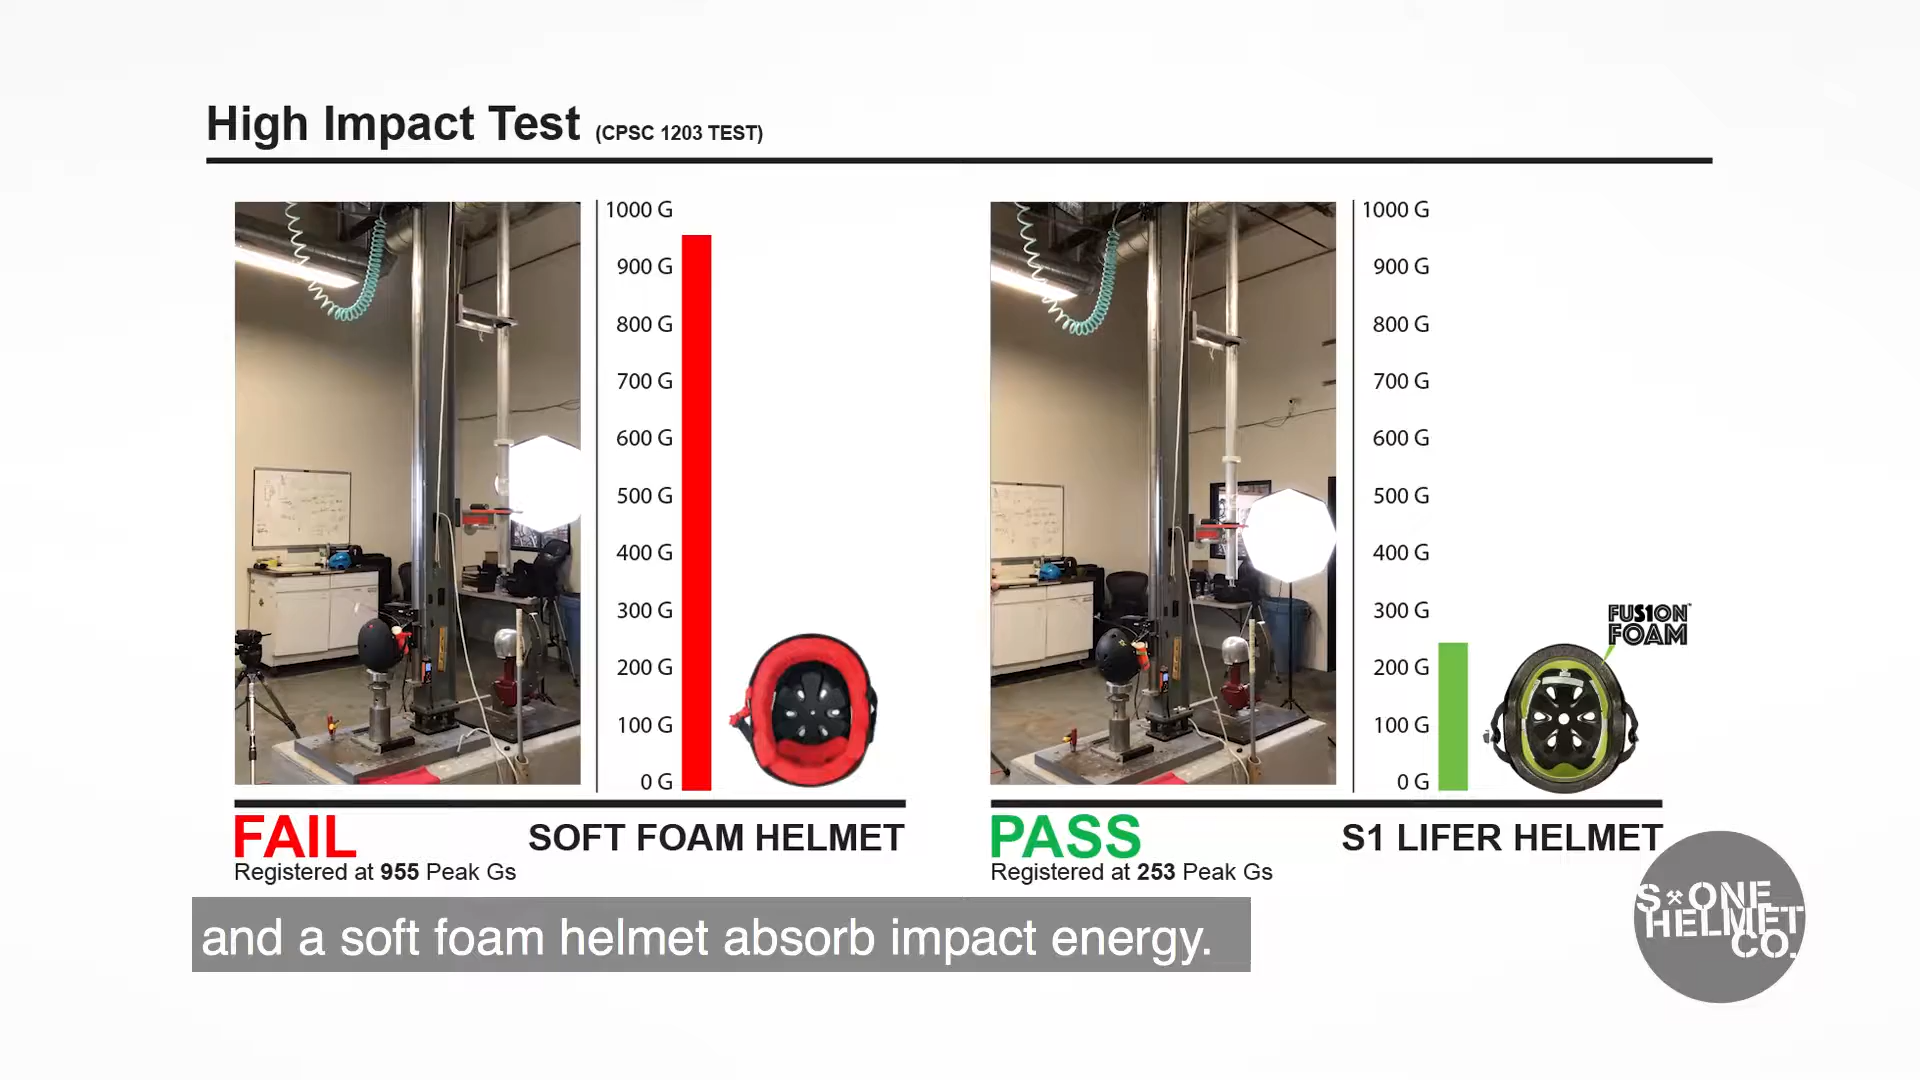 High Impact Test (CPSC 1203 TEST)
1000 G
900 G
800 G
700 G
600 G
500 G
400 G
300 G
200 G
100 G
0 G
FAIL
SOFT FOAM HELMET
Registered at 955 Peak Gs
1000 G
900 G
800 G
700 G
600 G
500 G
400 G
300 G
200 G
100 G
0 G
FUS1ON
FOAM
PASS
S1 LIFER HELMET
Registered at 253 Peak Gs
and a soft foam helmet absorb impact energy.
S ONE
HELMET
CO.